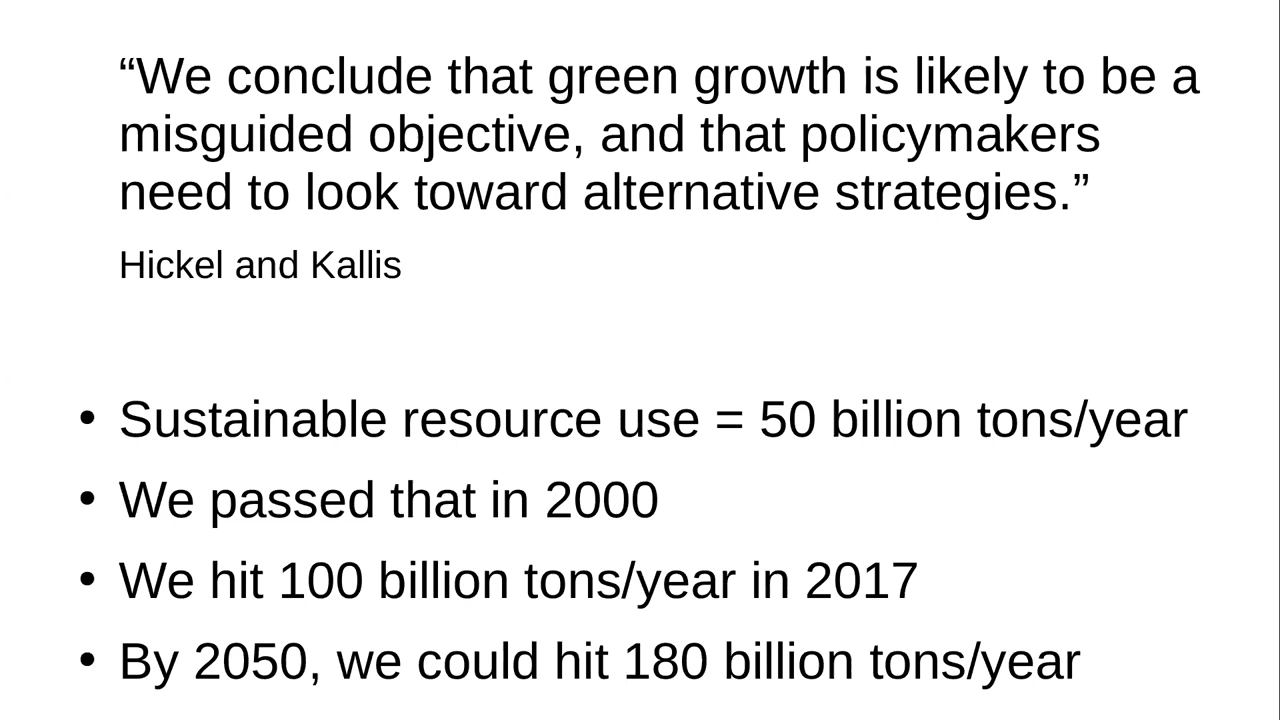 “We conclude that green growth is likely to be a
misguided objective, and that policymakers
need to look toward alternative strategies.”
Hickel and Kallis
• Sustainable resource use = 50 billion tons/year
• We passed that in 2000
• We hit 100 billion tons/year in 2017
• By 2050, we could hit 180 billion tons/year